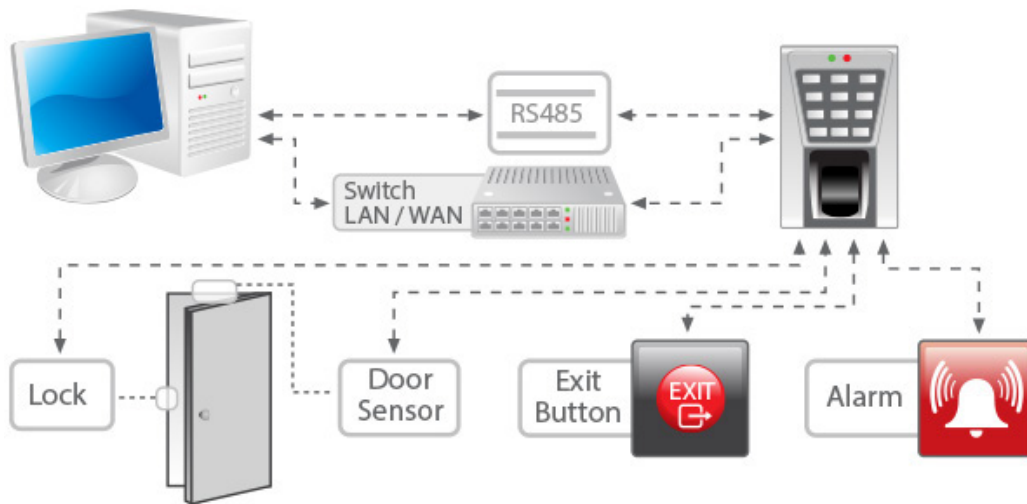 RS485
Switch
LAN / WAN
Lock
Door
Sensor
Exit
Button
EXIT
Alarm